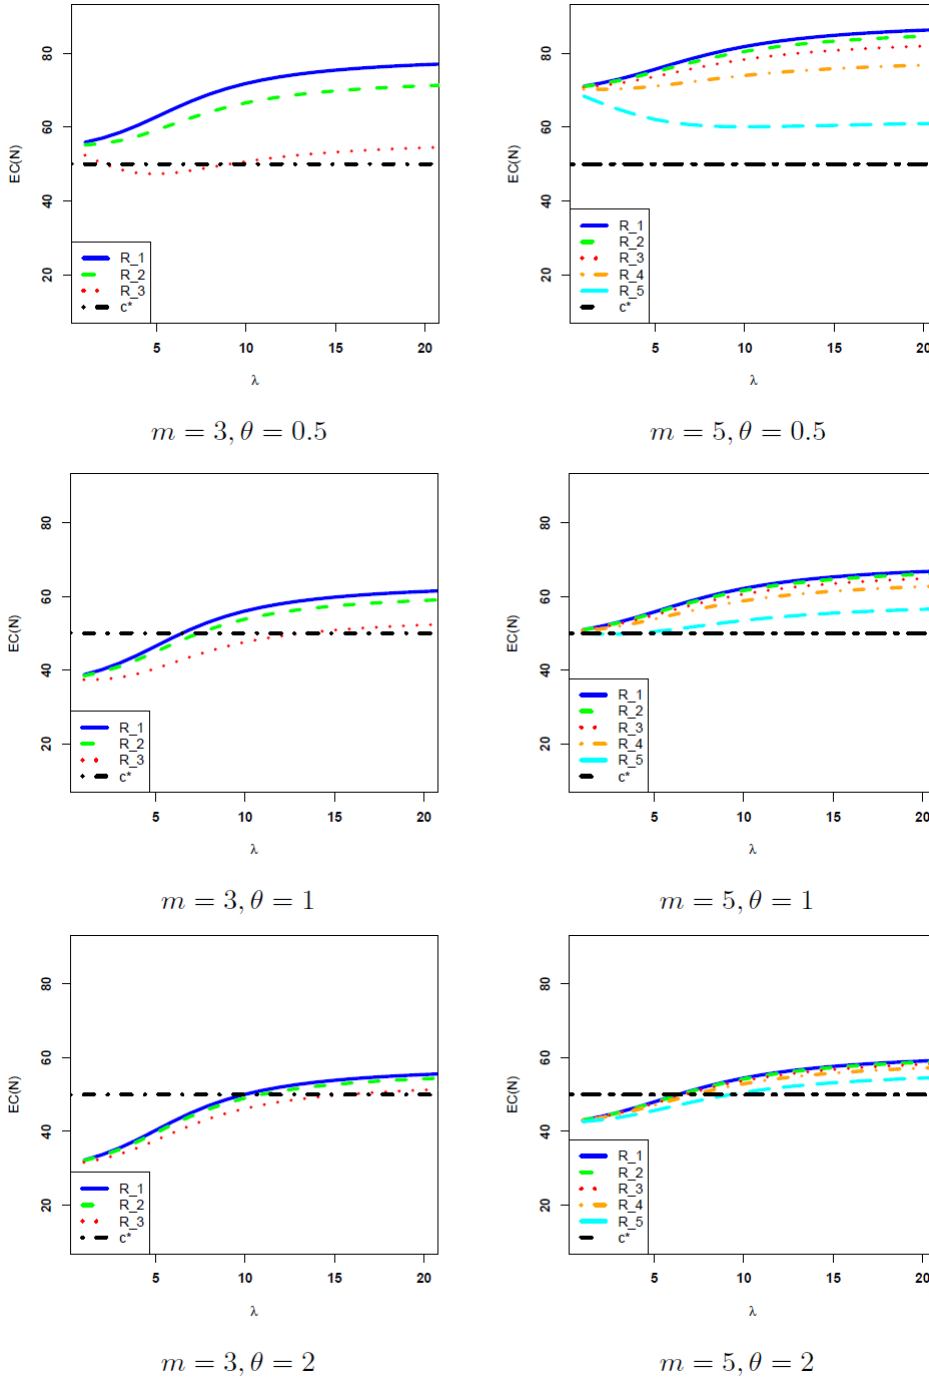 EC(N)
80
60
40
20
R_1
R_2
R_3
c*
5
10
15
20
λ
m = 3, θ = 0.5
EC(N)
80
60
40
20
R_1
R_2
R_3
R_4
R_5
c*
5
10
15
20
λ
m = 5, θ = 0.5
EC(N)
80
60
40
20
R_1
R_2
R_3
c*
5
10
15
20
λ
m = 3, θ = 1
EC(N)
80
60
40
20
R_1
R_2
R_3
R_4
R_5
c*
5
10
15
20
λ
m = 5, θ = 1
EC(N)
80
60
40
20
R_1
R_2
R_3
c*
5
10
15
20
λ
m = 3, θ = 2
EC(N)
80
60
40
20
R_1
R_2
R_3
R_4
R_5
c*
5
10
15
20
λ
m = 5, θ = 2